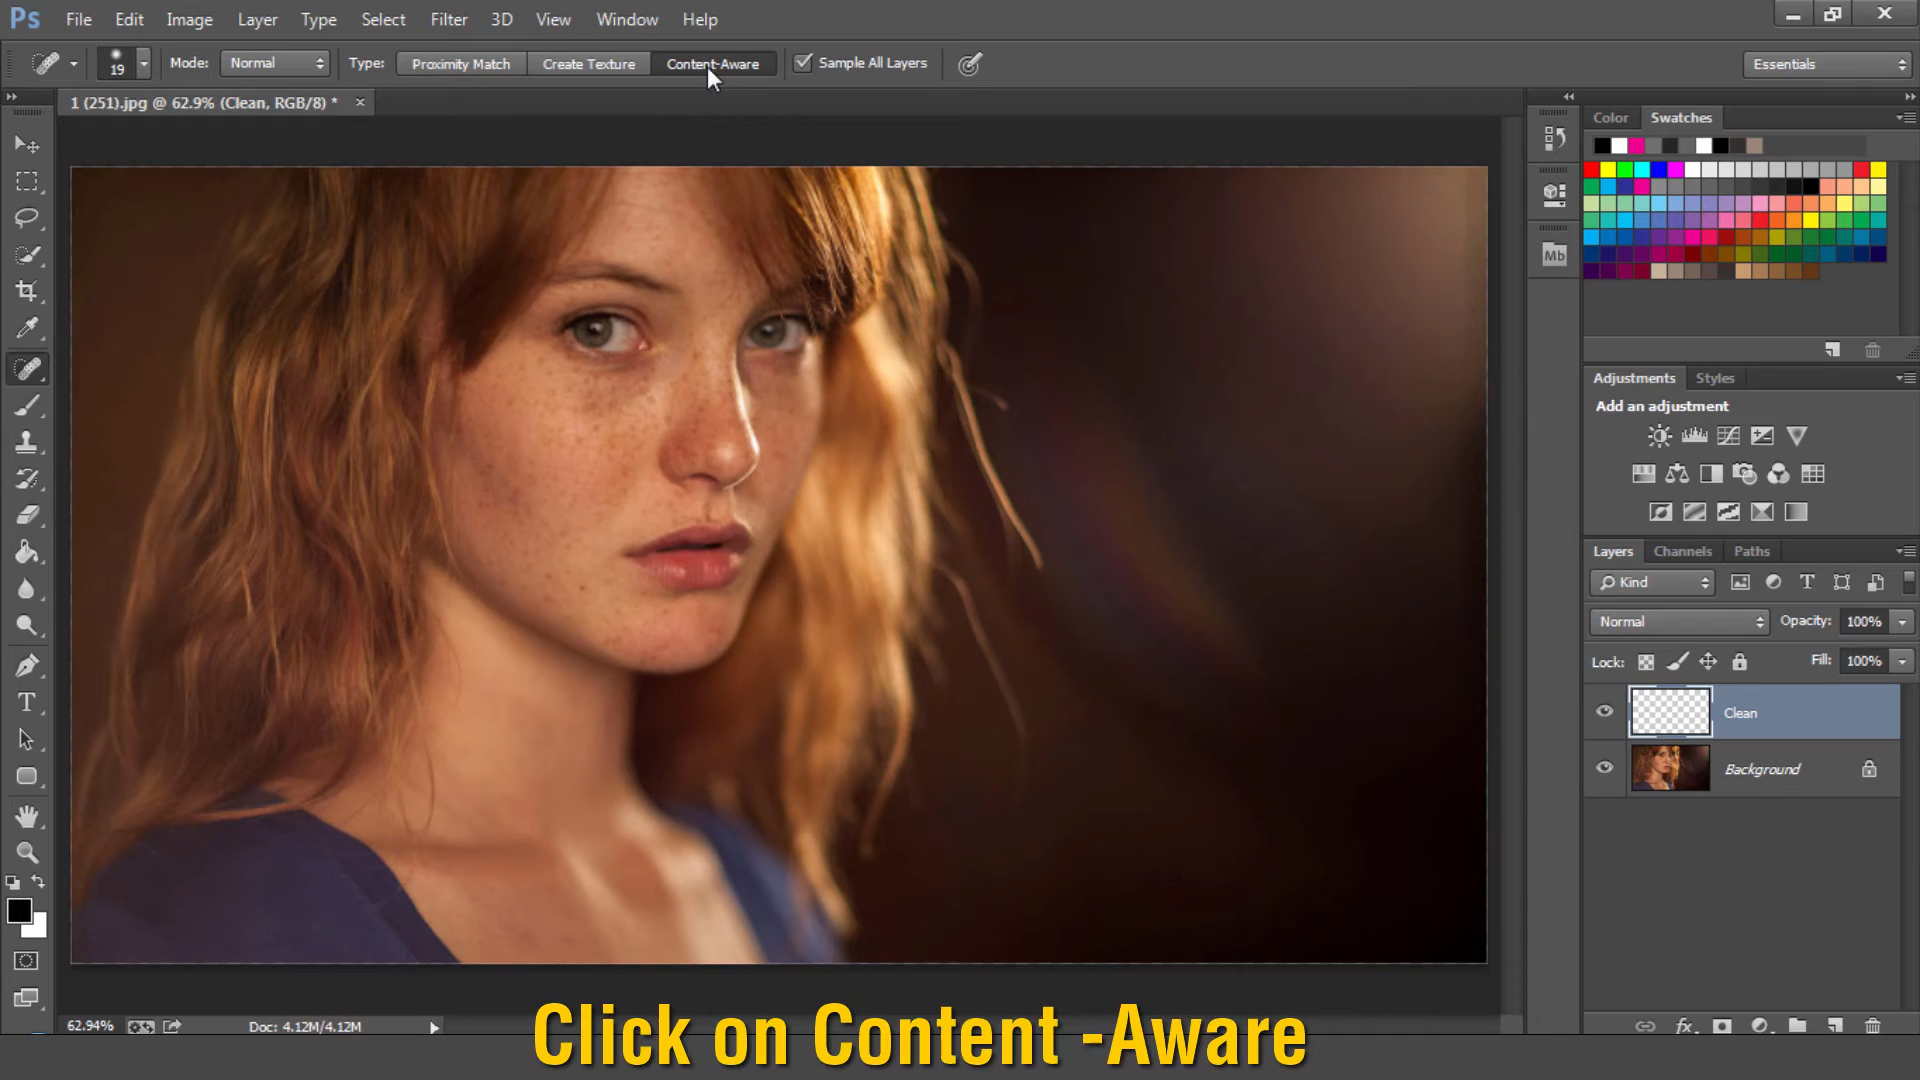 Ps File Edit Image Layer Type Select Filter 3D View Window Help
19 Mode: Normal Type: Proximity Match Create Texture Content-Aware Sample All Layers Essentials
1 (251).jpg @ 62.9% (Clean, RGB/8) *
Color Swatches
Mb
Adjustments Styles
Add an adjustment
Layers Channels Paths
Kind
Normal Opacity: 100%
Lock: Fill: 100%
Clean
Background
62.94% Doc: 4.12M/4.12M
Click on Content -Aware